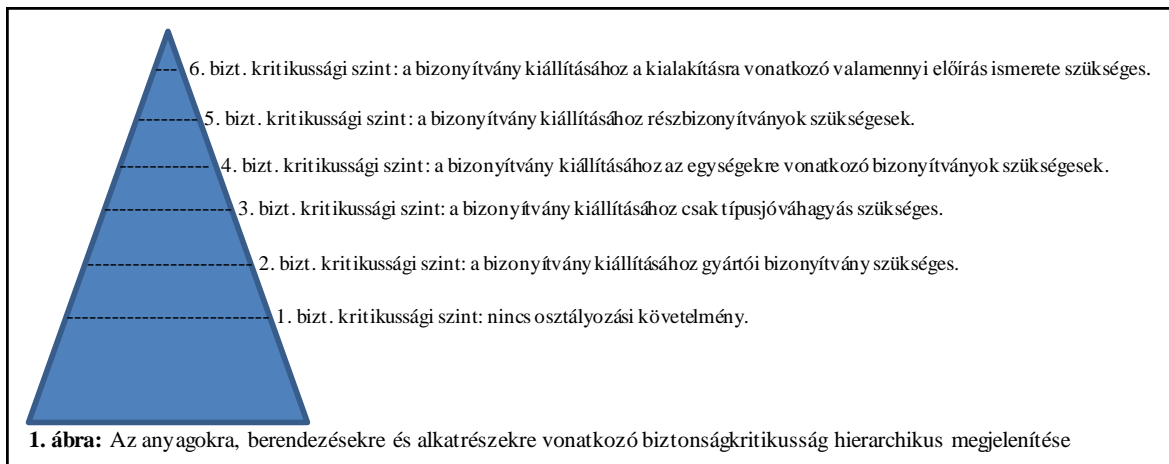 6. bizt. kritikussági szint: a bizonyítvány kiállításához a kialakításra vonatkozó valamennyi előírás ismerete szükséges.
5. bizt. kritikussági szint: a bizonyítvány kiállításához részbizonyítványok szükségesek.
4. bizt. kritikussági szint: a bizonyítvány kiállításához az egységekre vonatkozó bizonyítványok szükségesek.
3. bizt. kritikussági szint: a bizonyítvány kiállításához csak típusjóváhagyás szükséges.
2. bizt. kritikussági szint: a bizonyítvány kiállításához gyártói bizonyítvány szükséges.
1. bizt. kritikussági szint: nincs osztályozási követelmény.
1. ábra: Az anyagokra, berendezésekre és alkatrészekre vonatkozó biztonságkritikusság hierarchikus megjelenítése